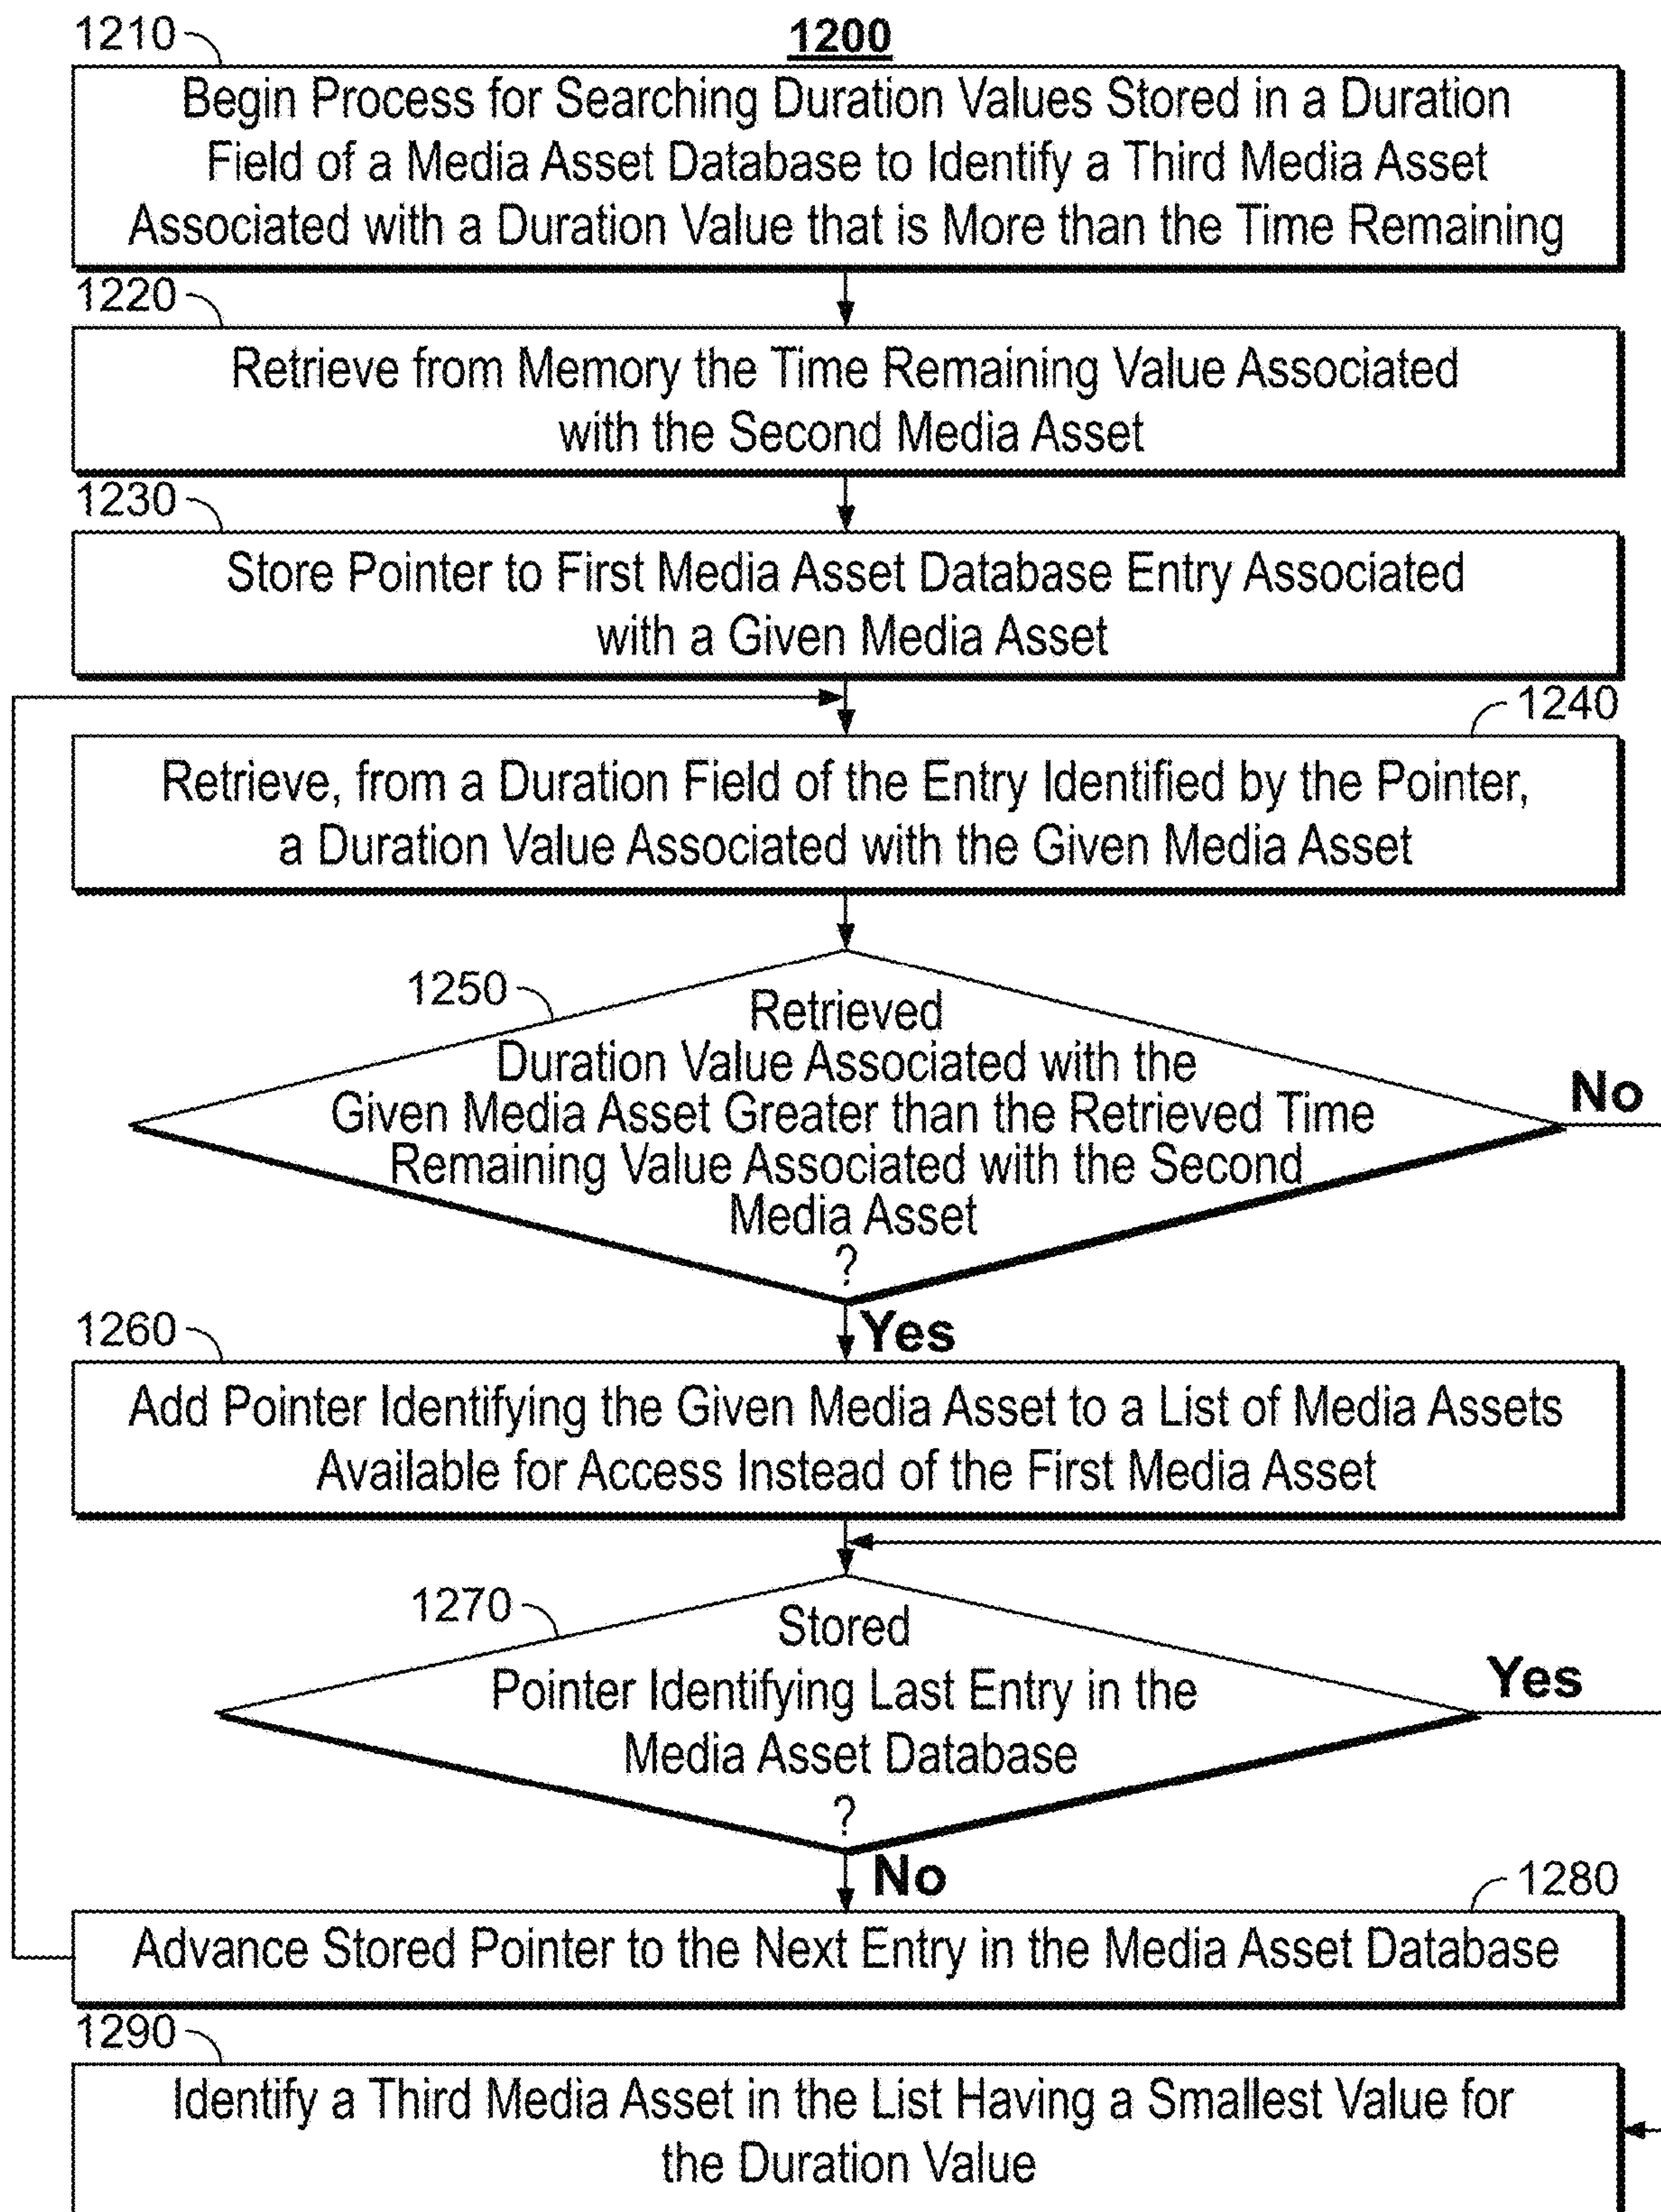 1200
1210
Begin Process for Searching Duration Values Stored in a Duration
Field of a Media Asset Database to Identify a Third Media Asset
Associated with a Duration Value that is More than the Time Remaining
1220
Retrieve from Memory the Time Remaining Value Associated
with the Second Media Asset
1230
Store Pointer to First Media Asset Database Entry Associated
with a Given Media Asset
1240
Retrieve, from a Duration Field of the Entry Identified by the Pointer,
a Duration Value Associated with the Given Media Asset
1250
Retrieved
Duration Value Associated with the
Given Media Asset Greater than the Retrieved Time
Remaining Value Associated with the Second
Media Asset
?
No
Yes
1260
Add Pointer Identifying the Given Media Asset to a List of Media Assets
Available for Access Instead of the First Media Asset
1270
Stored
Pointer Identifying Last Entry in the
Media Asset Database
?
Yes
No
1280
Advance Stored Pointer to the Next Entry in the Media Asset Database
1290
Identify a Third Media Asset in the List Having a Smallest Value for
the Duration Value